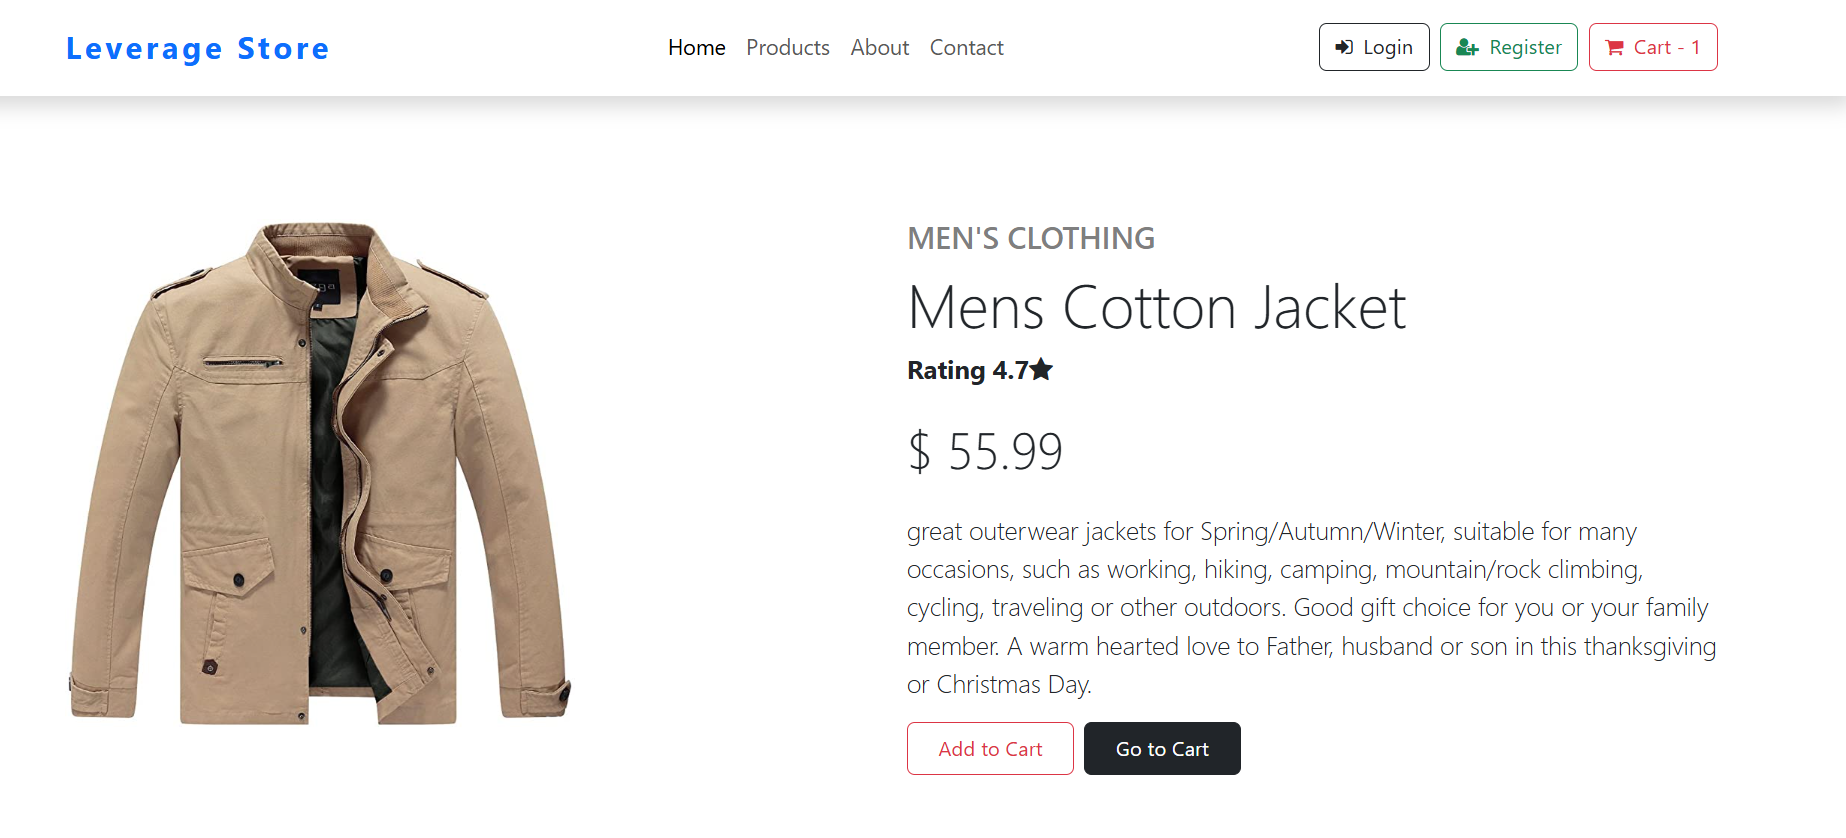 Leverage Store
Home Products About Contact
Login Register Cart - 1
MEN'S CLOTHING
Mens Cotton Jacket
Rating 4.7
$ 55.99
great outerwear jackets for Spring/Autumn/Winter, suitable for many
occasions, such as working, hiking, camping, mountain/rock climbing,
cycling, traveling or other outdoors. Good gift choice for you or your family
member. A warm hearted love to Father, husband or son in this thanksgiving
or Christmas Day.
Add to Cart Go to Cart